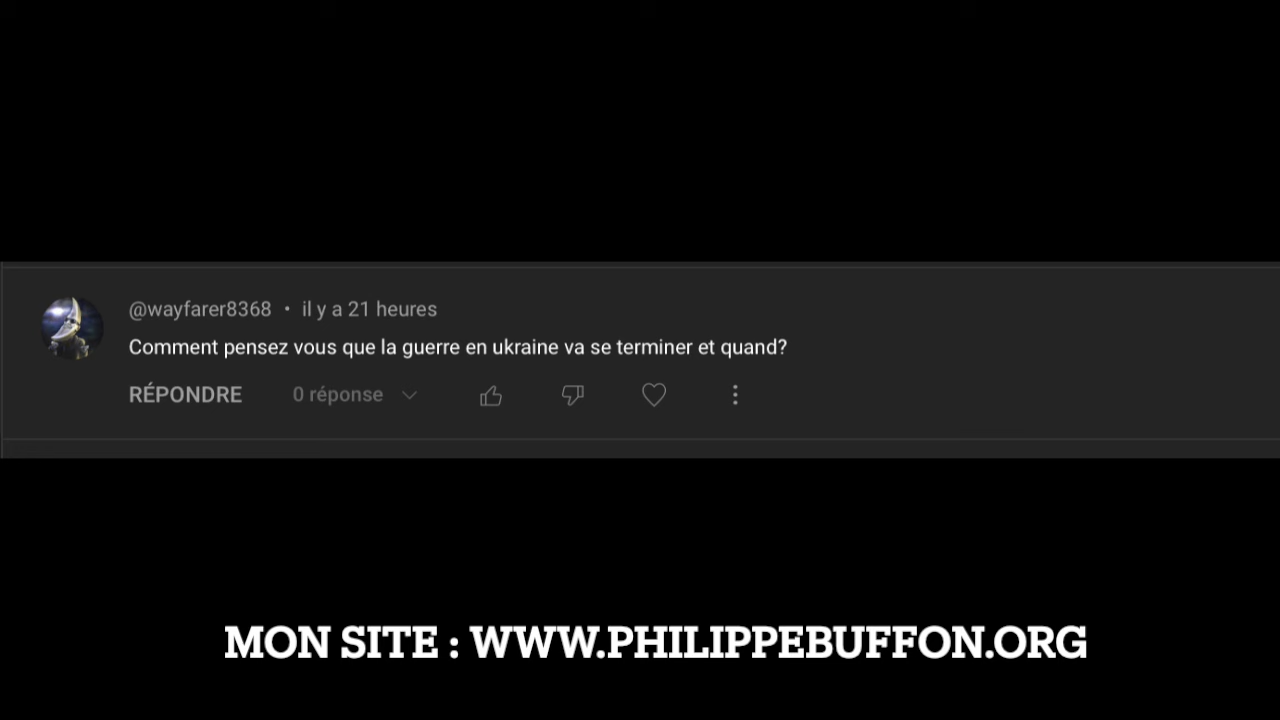 @wayfarer8368 • il y a 21 heures
Comment pensez vous que la guerre en ukraine va se terminer et quand?
RÉPONDRE 0 réponse
MON SITE : WWW.PHILIPPEBUFFON.ORG